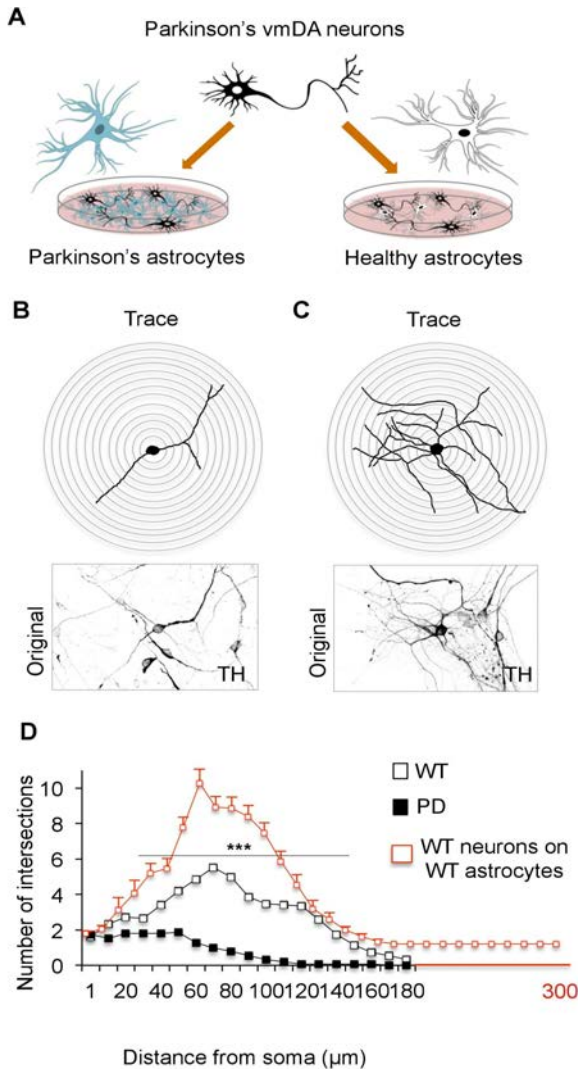 A
Parkinson's vmDA neurons
Parkinson's astrocytes
Healthy astrocytes
B
Trace
C
Trace
Original
TH
Original
TH
D
Number of intersections
10
8
6
4
2
0
***
WT
PD
WT neurons on
WT astrocytes
1 20 40 60 80 100 120 140 160 180 300
Distance from soma (µm)